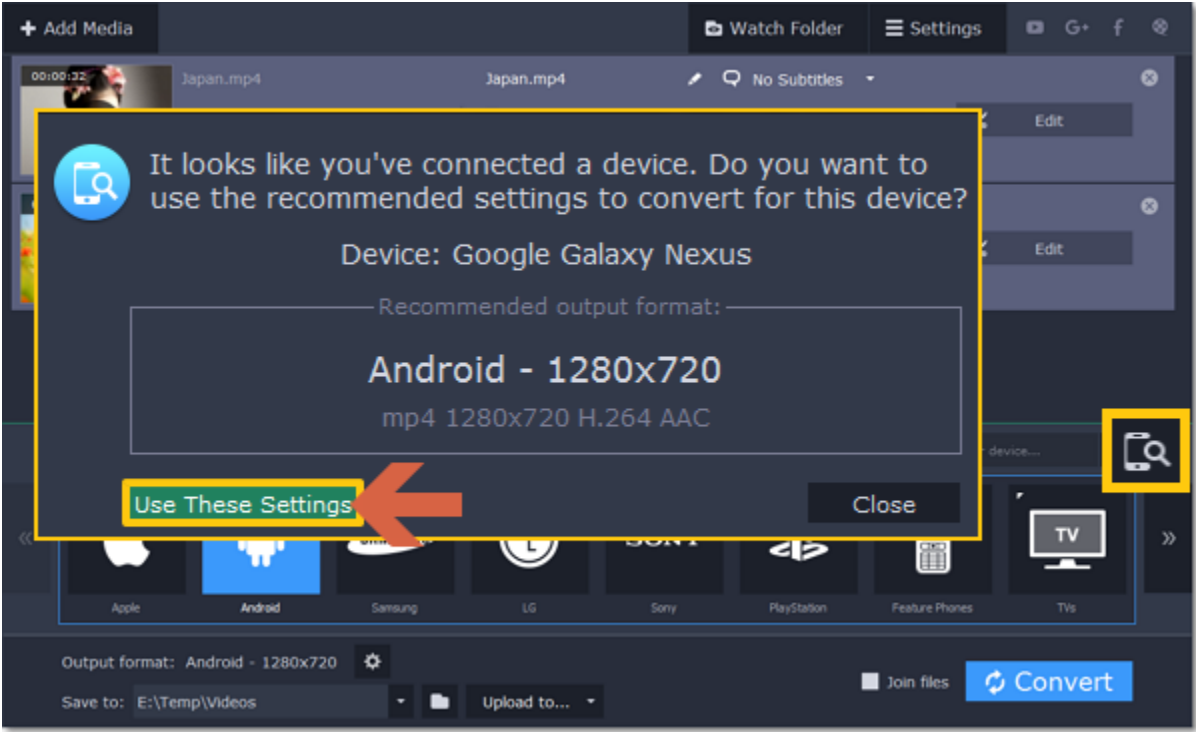 Add Media
Watch Folder
Settings
G+
f
00:00:32
Japan.mp4
Japan.mp4
No Subtitles
Edit
It looks like you've connected a device. Do you want to
use the recommended settings to convert for this device?
Edit
Device: Google Galaxy Nexus
Recommended output format:
Android - 1280x720
mp4 1280x720 H.264 AAC
device...
Use These Settings
Close
TV
Apple
Android
Samsung
LG
Sony
PlayStation
Feature Phones
TVs
Output format: Android - 1280x720
Join files
Convert
Save to: E:\Temp\Videos
Upload to...